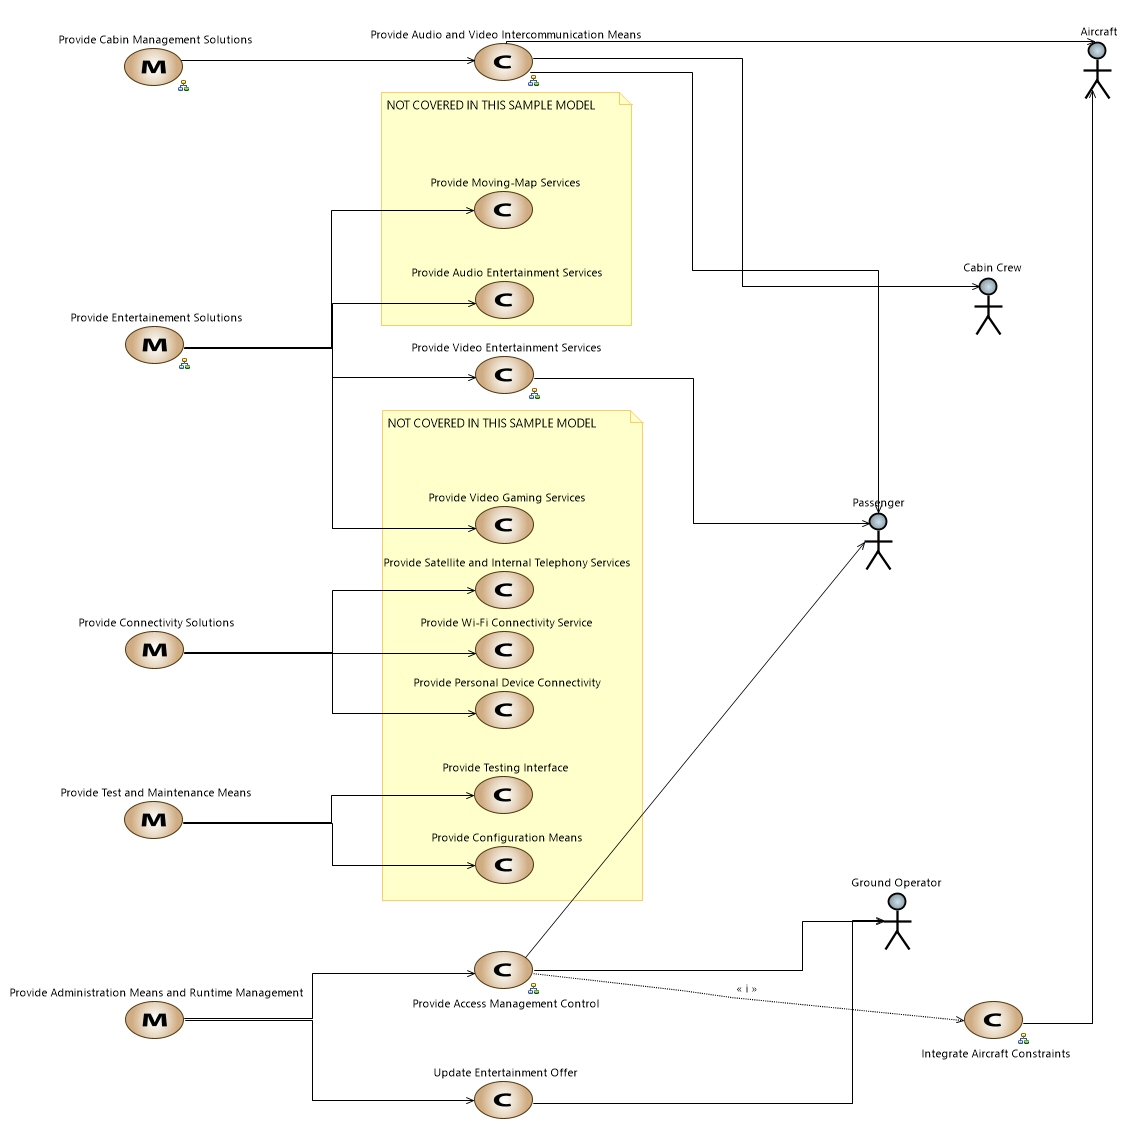 Provide Cabin Management Solutions
M
Provide Audio and Video Intercommunication Means
C
Aircraft
NOT COVERED IN THIS SAMPLE MODEL
Provide Moving-Map Services
C
Provide Audio Entertainment Services
C
Cabin Crew
Provide Entertainement Solutions
M
Provide Video Entertainment Services
C
NOT COVERED IN THIS SAMPLE MODEL
Provide Video Gaming Services
C
Passenger
Provide Satellite and Internal Telephony Services
C
Provide Connectivity Solutions
M
Provide Wi-Fi Connectivity Service
C
Provide Personal Device Connectivity
C
Provide Testing Interface
C
Provide Test and Maintenance Means
M
Provide Configuration Means
C
Ground Operator
C
Provide Access Management Control
« i »
Provide Administration Means and Runtime Management
M
C
Integrate Aircraft Constraints
Update Entertainment Offer
C